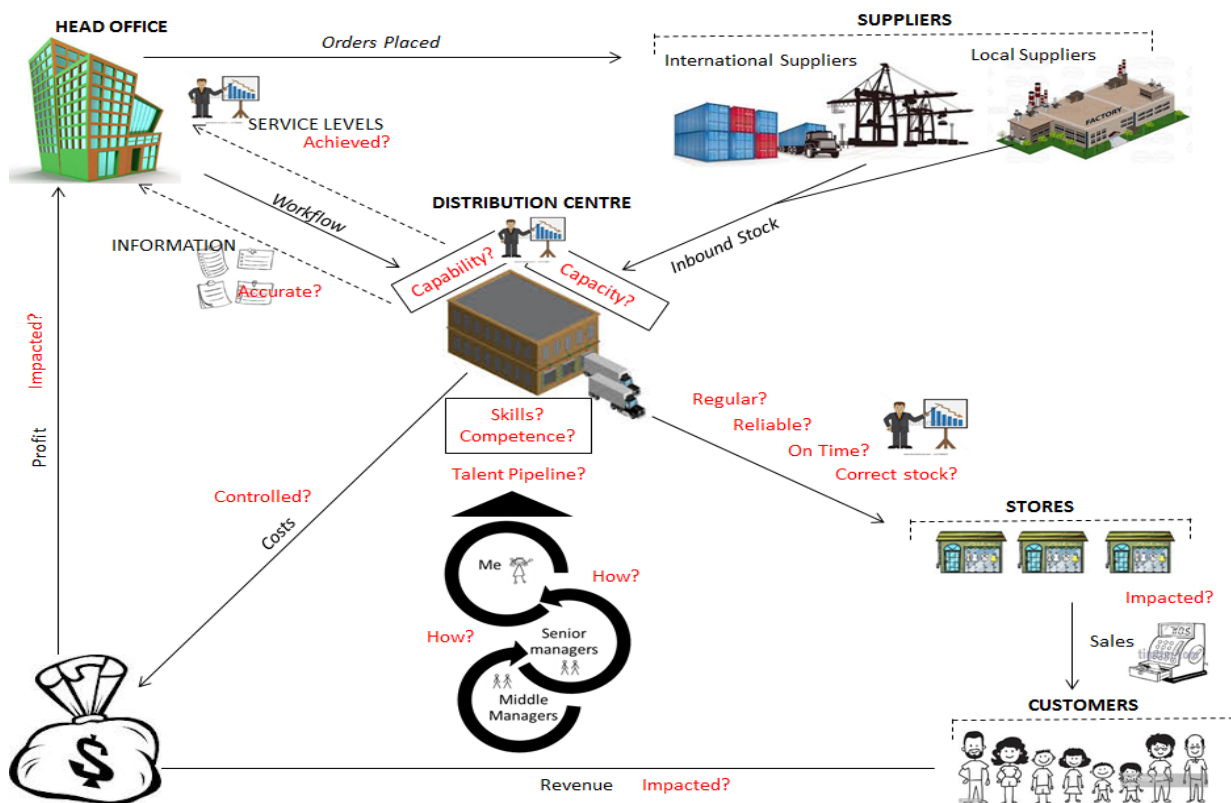 HEAD OFFICE
SUPPLIERS
Orders Placed
International Suppliers
Local Suppliers
FACTORY
SERVICE LEVELS
Achieved?
Workflow
DISTRIBUTION CENTRE
Inbound Stock
INFORMATION
Accurate?
Capability?
Capacity?
Impacted?
Profit
Skills?
Competence?
Talent Pipeline?
Regular?
Reliable?
On Time?
Correct stock?
Controlled?
Costs
STORES
Me
How?
How?
Senior
managers
Middle
Managers
Impacted?
Sales
CUSTOMERS
$
Revenue
Impacted?